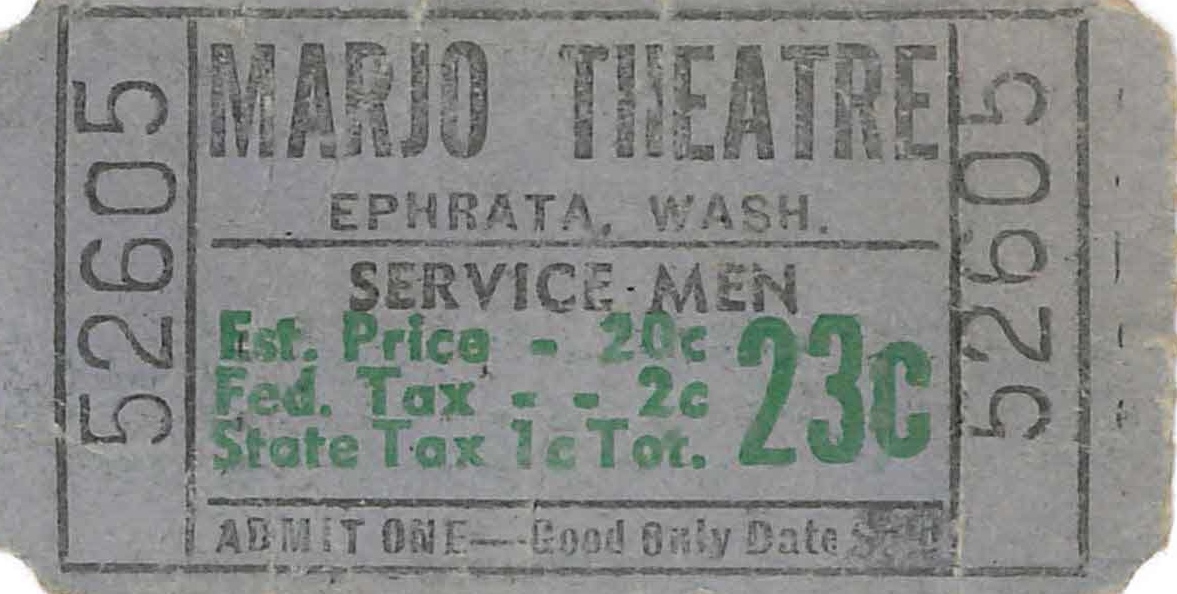 52605
MARJO THEATRE
EPHRATA, WASH.
SERVICE MEN
Est. Price - 20c
Fed. Tax - - 2c
State Tax 1c Tot.
23c
ADMIT ONE—Good Only Date
52605